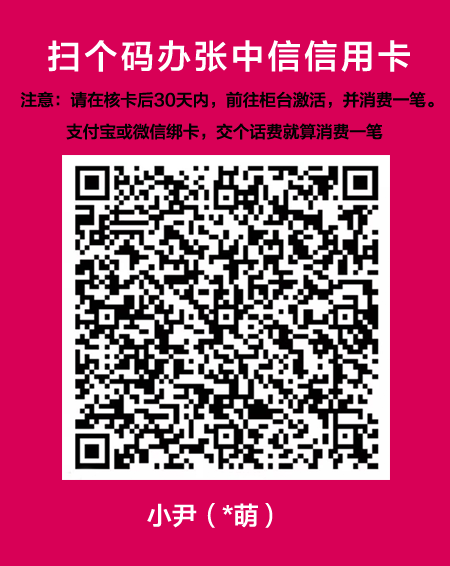 扫个码办张中信信用卡
注意：请在核卡后30天内，前往柜台激活，并消费一笔。
支付宝或微信绑卡，交个话费就算消费一笔
小尹（*萌）